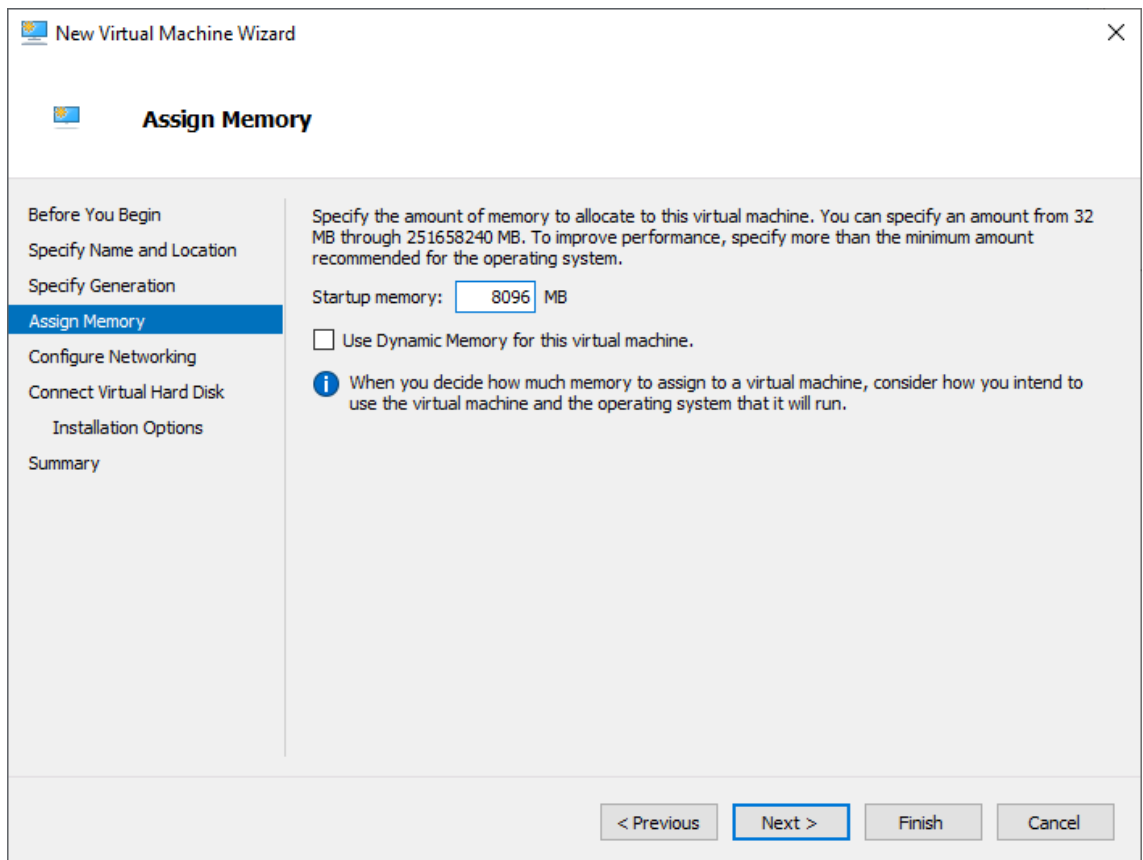 New Virtual Machine Wizard
Assign Memory
Before You Begin
Specify Name and Location
Specify Generation
Assign Memory
Configure Networking
Connect Virtual Hard Disk
Installation Options
Summary
Specify the amount of memory to allocate to this virtual machine. You can specify an amount from 32
MB through 251658240 MB. To improve performance, specify more than the minimum amount
recommended for the operating system.
Startup memory: 8096 MB
Use Dynamic Memory for this virtual machine.
When you decide how much memory to assign to a virtual machine, consider how you intend to
use the virtual machine and the operating system that it will run.
< Previous Next > Finish Cancel